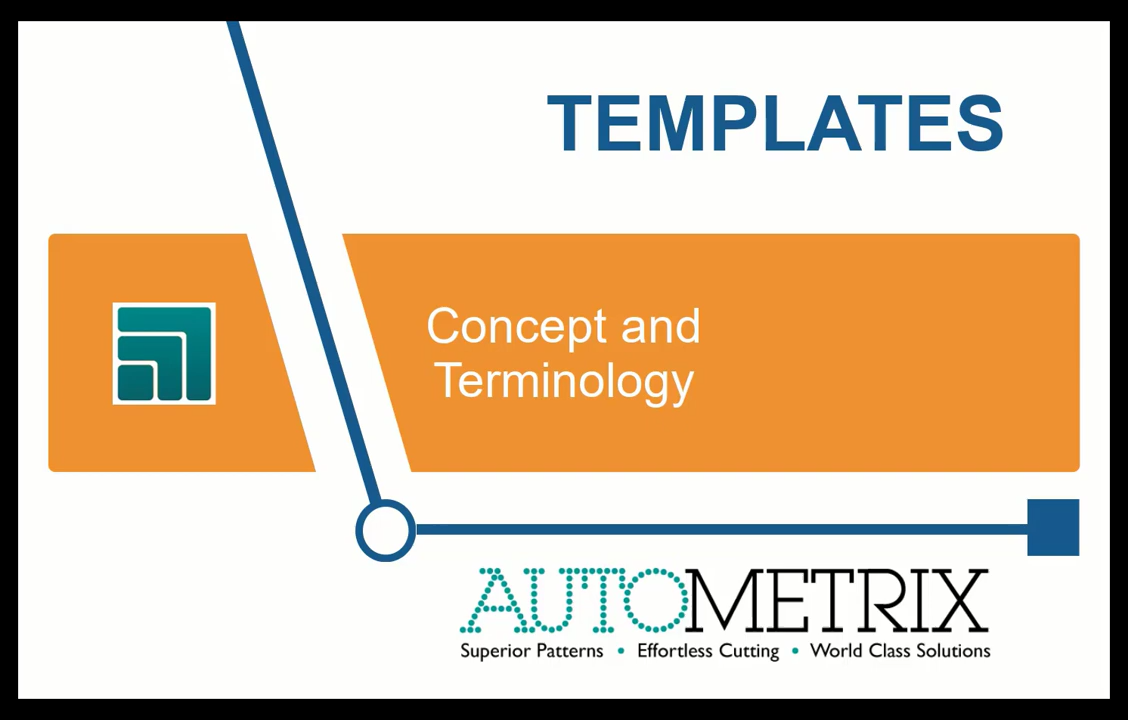 TEMPLATES
Concept and
Terminology
AUTOMETRIX
Superior Patterns • Effortless Cutting • World Class Solutions